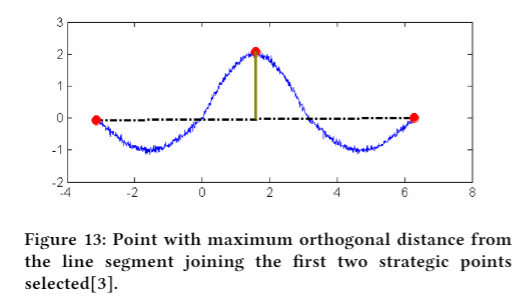 3
2
1
0
-1
-2
-4 -2 0 2 4 6 8
Figure 13: Point with maximum orthogonal distance from
the line segment joining the first two strategic points
selected[3].